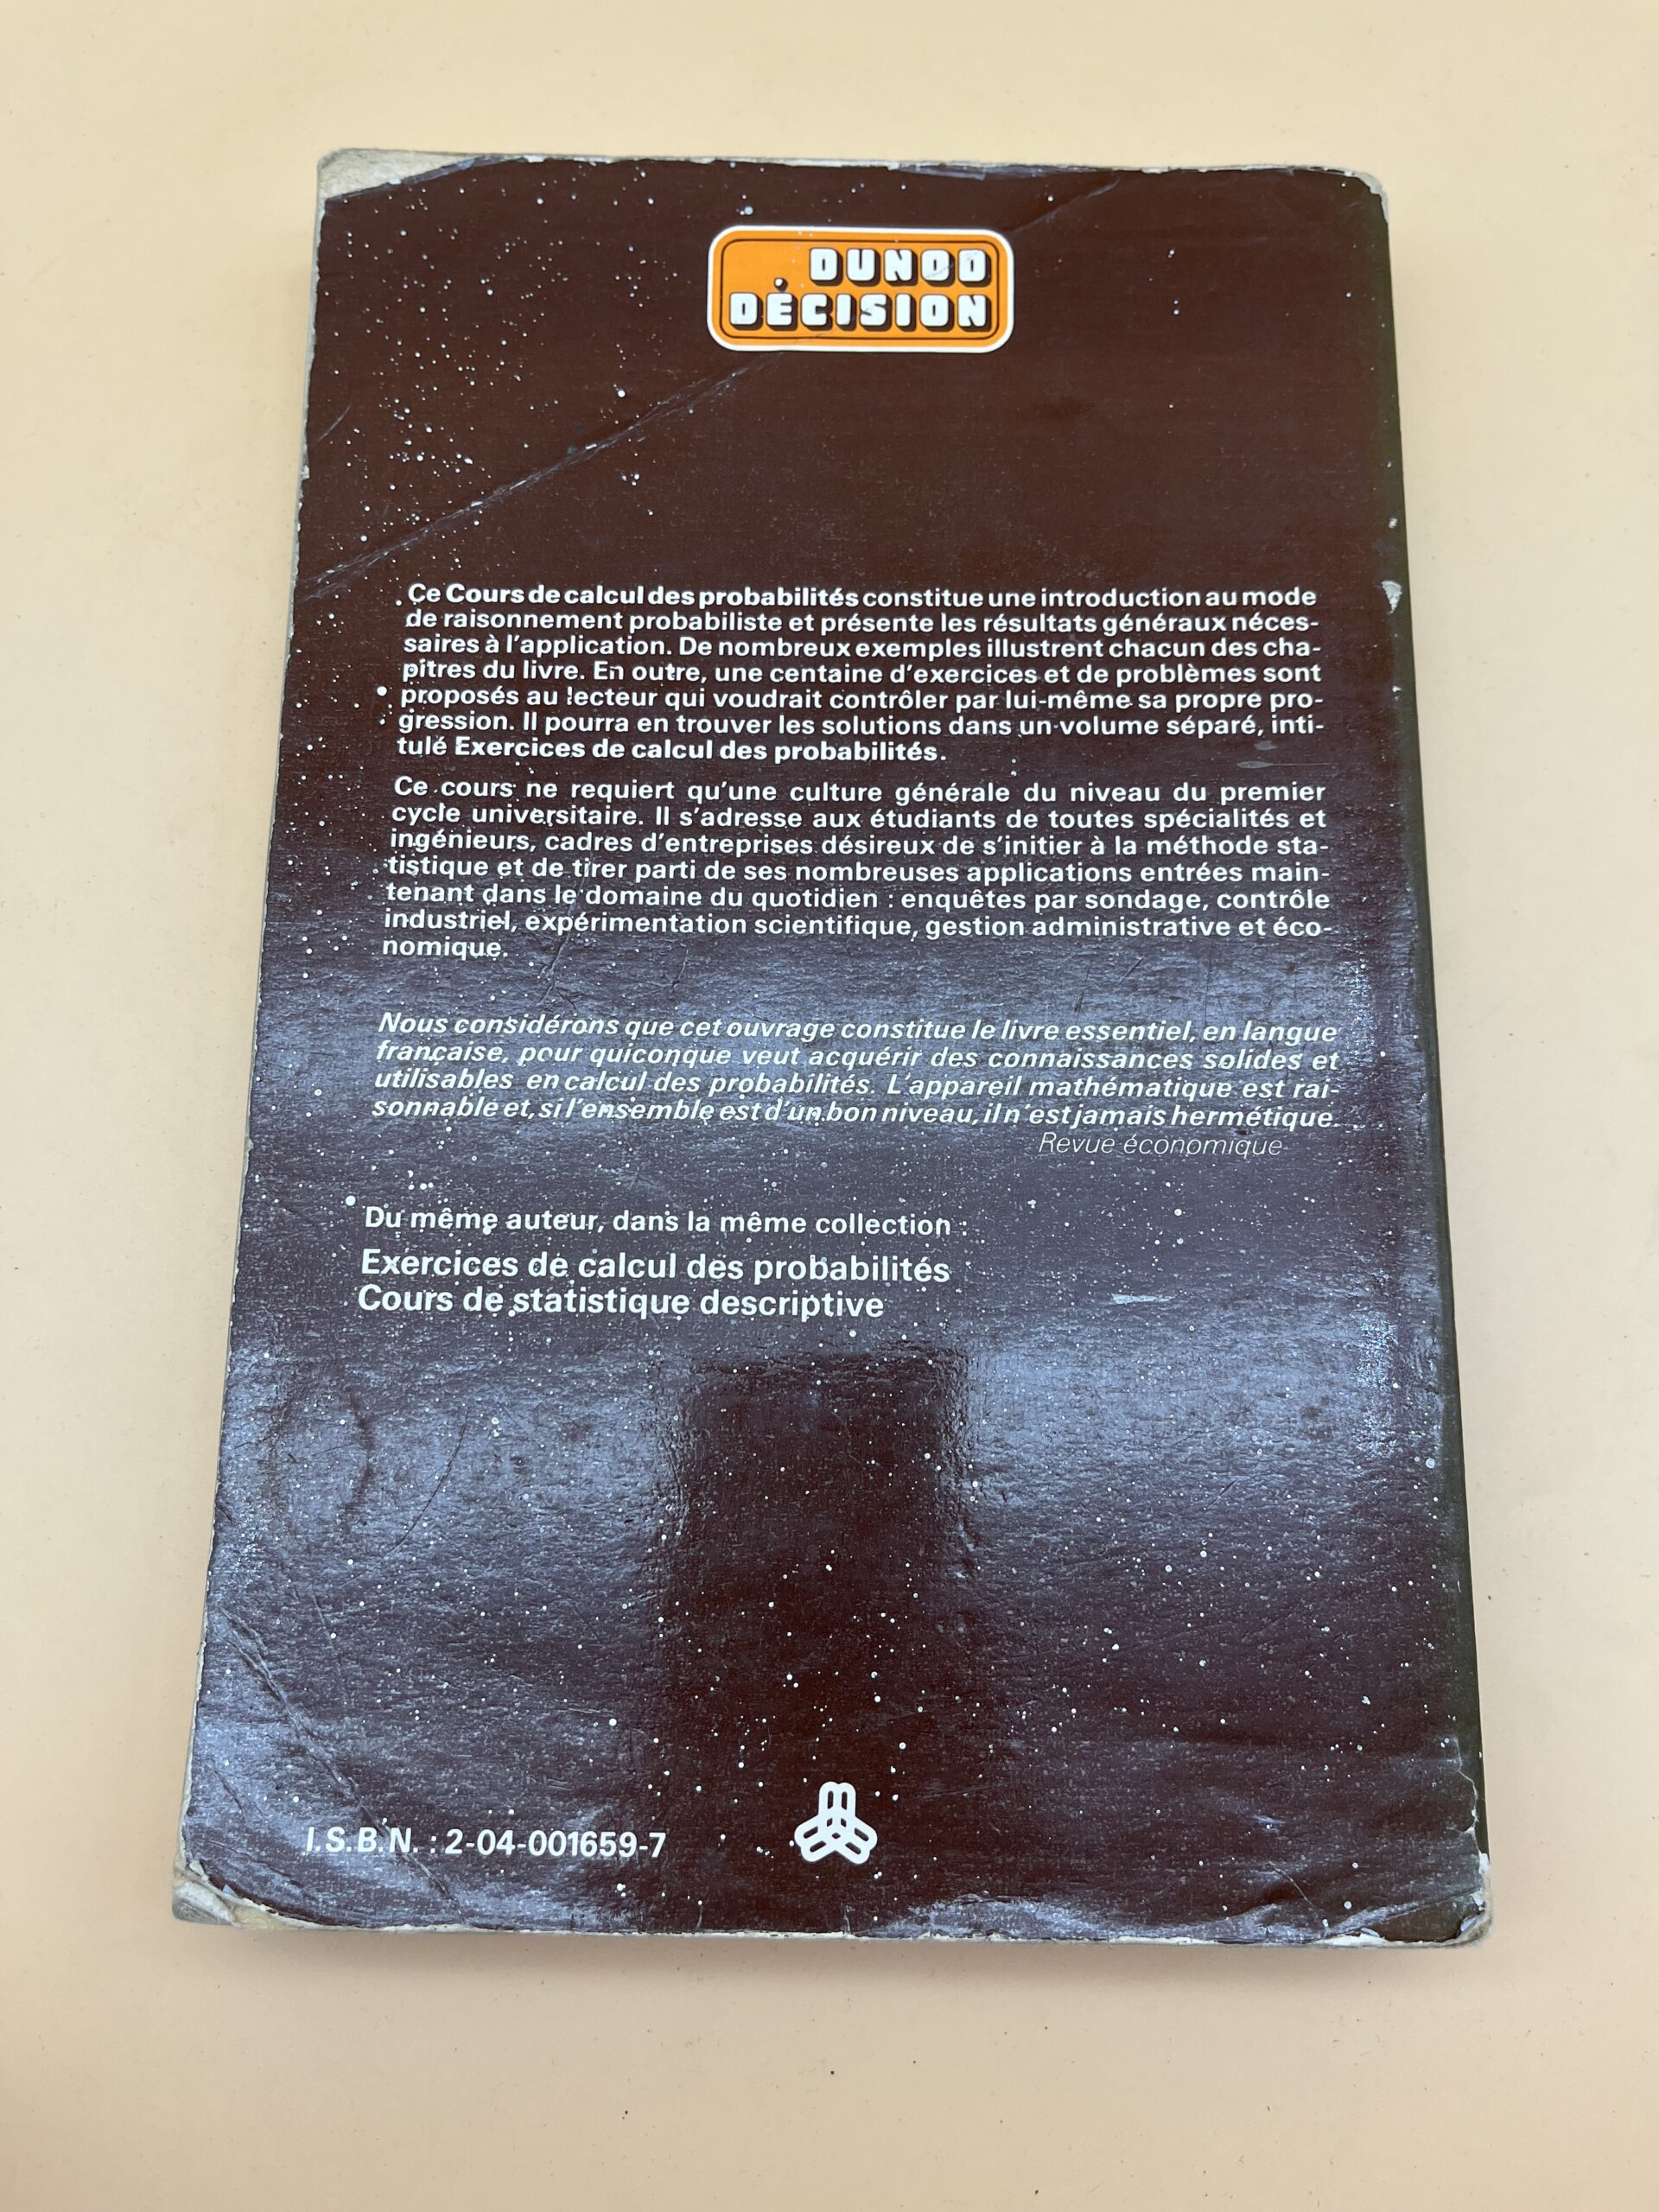 DUNOD
DÉCISION
Ce Cours de calcul des probabilités constitue une introduction au mode
de raisonnement probabiliste et présente les résultats généraux néces-
saires à l'application. De nombreux exemples illustrent chacun des cha-
pitres du livre. En outre, une centaine d'exercices et de problèmes sont
proposés au lecteur qui voudrait contrôler par lui-même sa propre pro-
gression. Il pourra en trouver les solutions dans un volume séparé, inti-
tulé Exercices de calcul des probabilités.
Ce cours ne requiert qu'une culture générale du niveau du premier
cycle universitaire. Il s'adresse aux étudiants de toutes spécialités et
ingénieurs, cadres d'entreprises désireux de s'initier à la méthode sta-
tistique et de tirer parti de ses nombreuses applications entrées main-
tenant dans le domaine du quotidien : enquêtes par sondage, contrôle
industriel, expérimentation scientifique, gestion administrative et éco-
nomique.
Nous considérons que cet ouvrage constitue le livre essentiel, en langue
française, pour quiconque veut acquérir des connaissances solides et
utilisables en calcul des probabilités. L'appareil mathématique est rai-
sonnable et, si l'ensemble est d'un bon niveau, il n'est jamais hermétique.
Revue économique
Du même auteur, dans la même collection :
Exercices de calcul des probabilités
Cours de statistique descriptive
I.S.B.N. : 2-04-001659-7